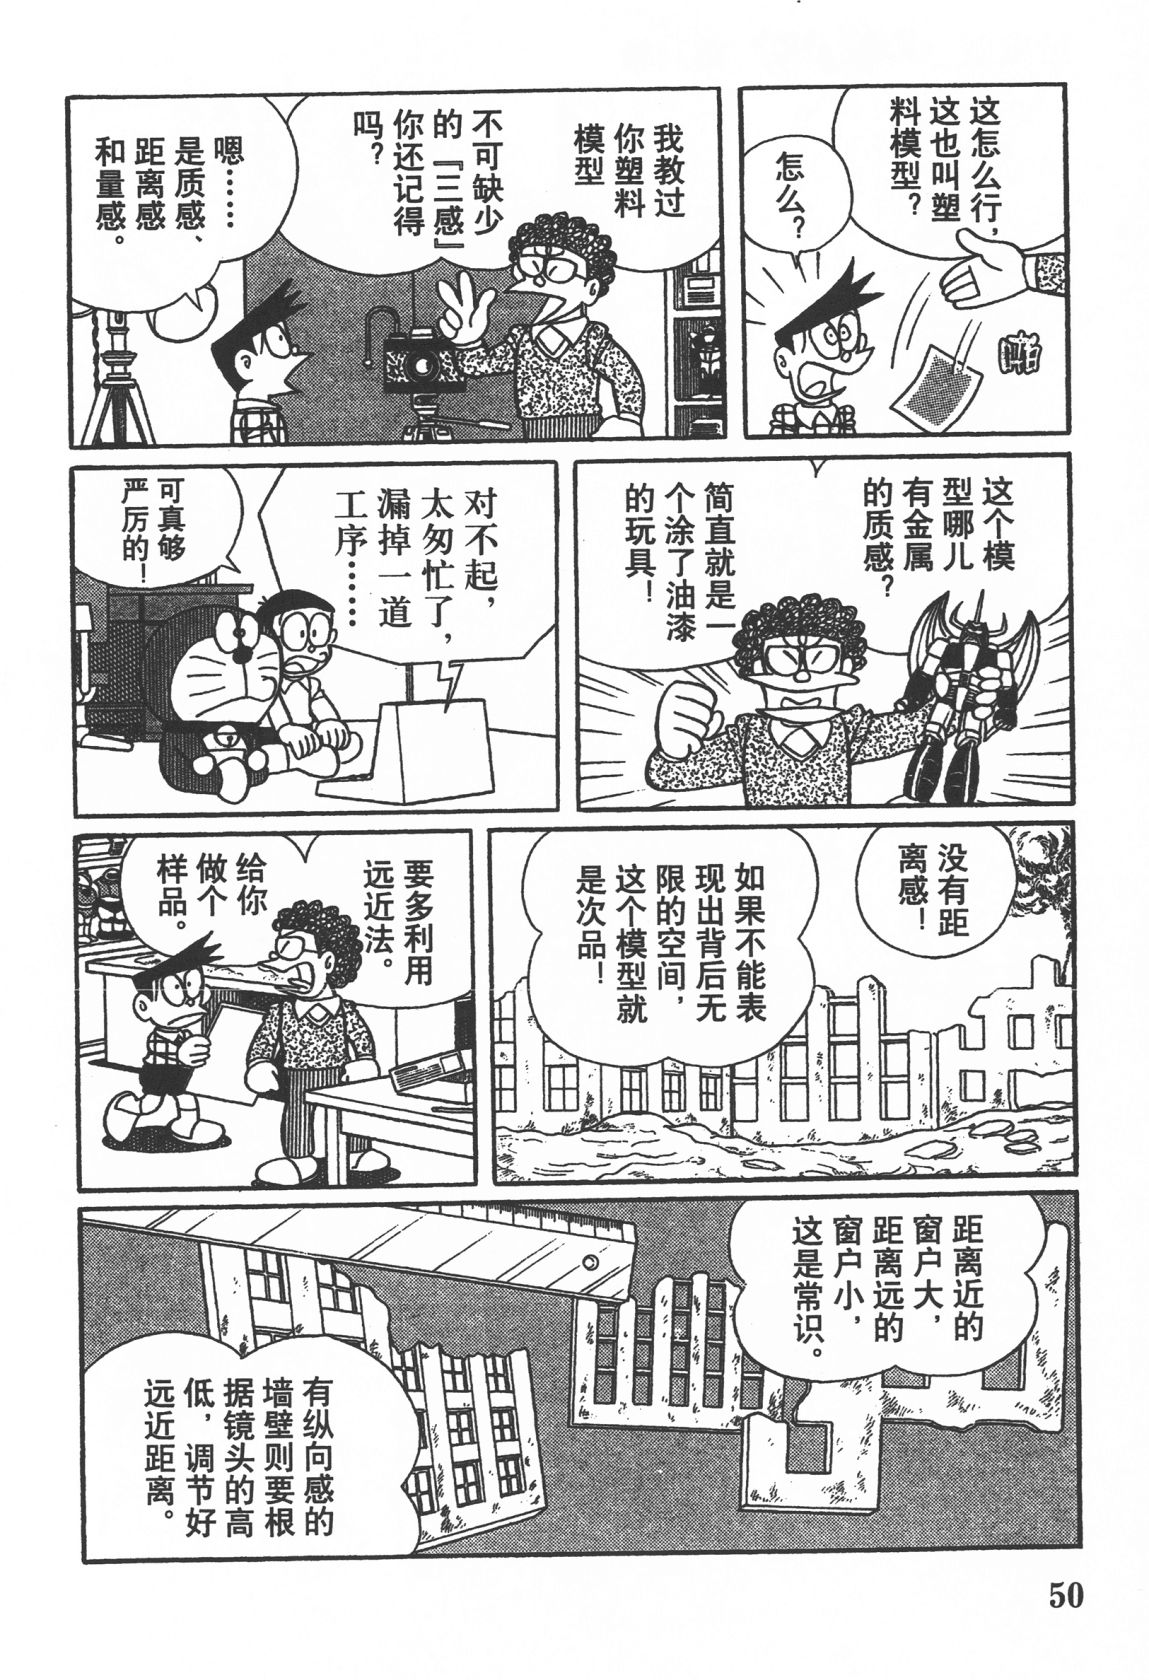 这怎么行，
这也叫塑
料模型？
怎么？
啪
我教过
你塑料
模型
不可缺少
的『三感』
你还记得
吗？
嗯……
是质感、
距离感
和量感。
这个模
型哪儿
有金属
的质感？
简直就是一
个涂了油漆
的玩具！
对不起，
太匆忙了，
漏掉一道
工序……
可真够
严厉的！
没有距
离感！
如果不能表
现出背后无
限的空间，
这个模型就
是次品！
要多利用
远近法。
给你
做个
样品。
距离近的
窗户大，
距离远的
窗户小，
这是常识。
有纵向感的
墙壁则要根
据镜头的高
低，调节好
远近距离。
50